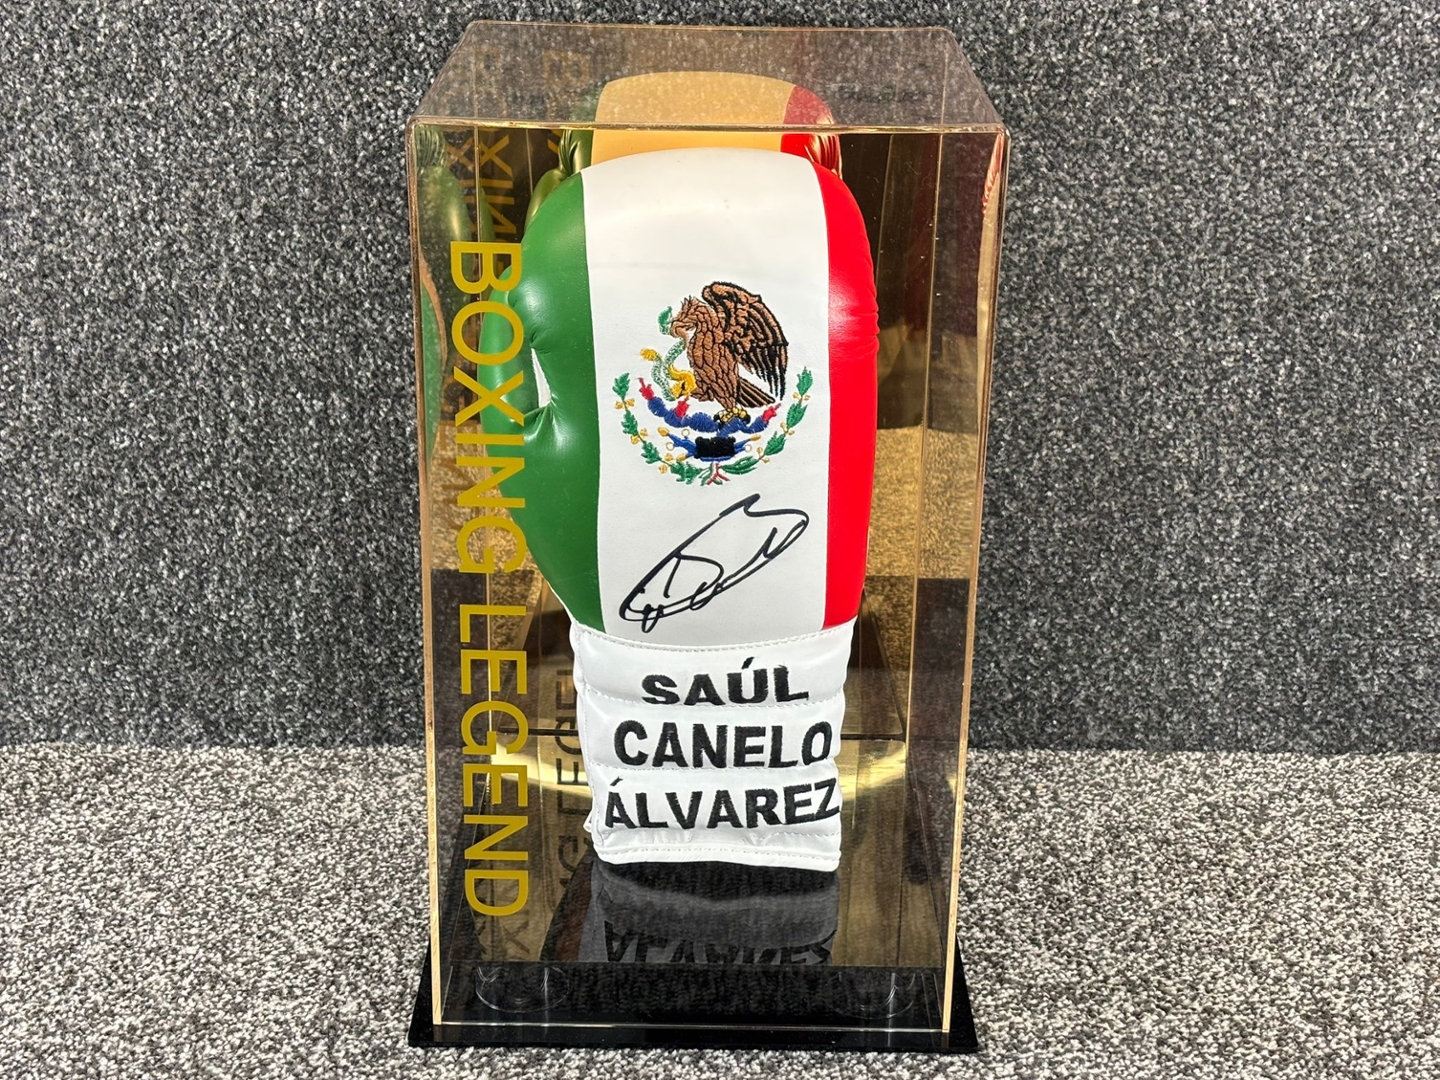 BOXING LEGEND
SAÚL
CANELO
ÁLVAREZ